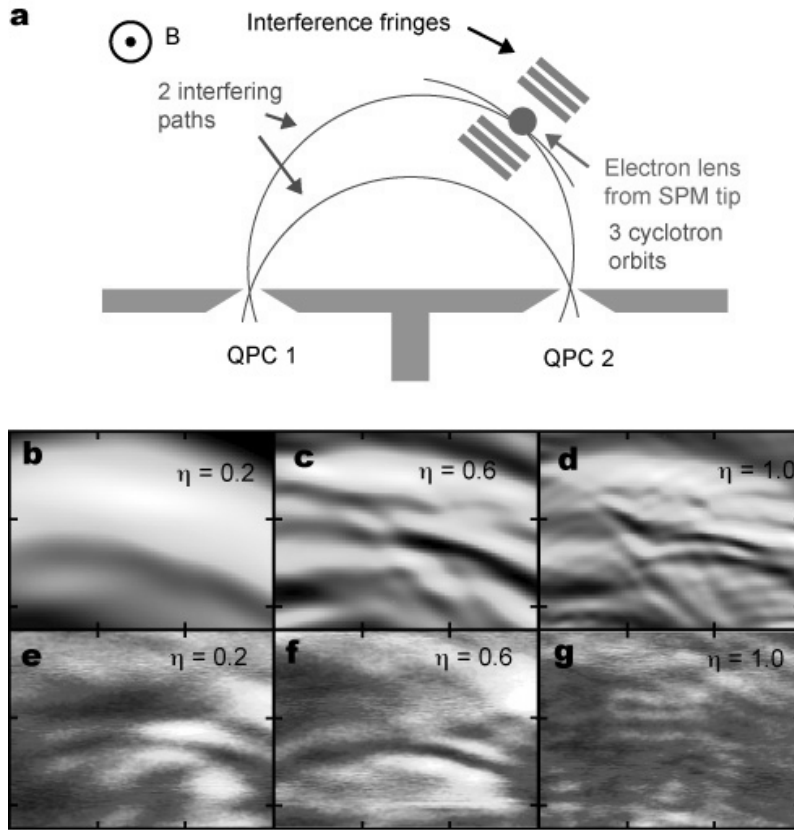 a
B
Interference fringes
2 interfering
paths
Electron lens
from SPM tip
3 cyclotron
orbits
QPC 1
QPC 2
b
η = 0.2
c
η = 0.6
d
η = 1.0
e
η = 0.2
f
η = 0.6
g
η = 1.0